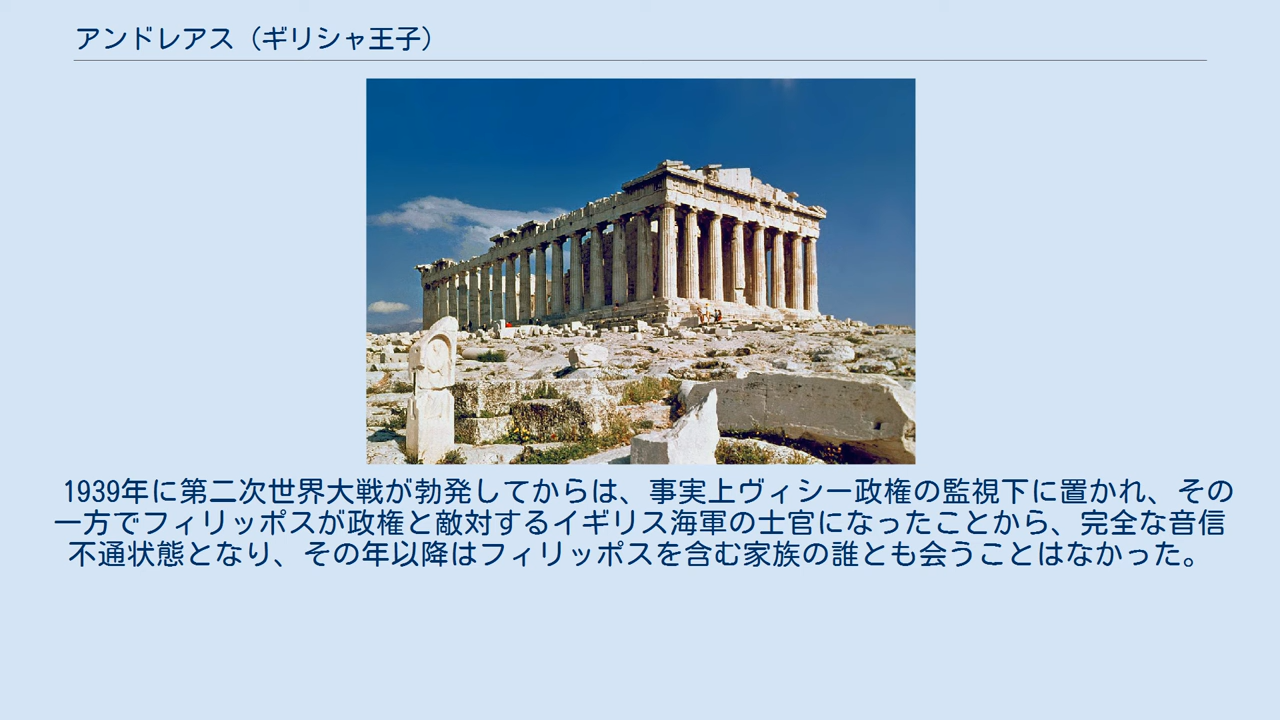 アンドレアス（ギリシャ王子）
1939年に第二次世界大戦が勃発してからは、事実上ヴィシー政権の監視下に置かれ、その
一方でフィリッポスが政権と敵対するイギリス海軍の士官になったことから、完全な音信
不通状態となり、その年以降はフィリッポスを含む家族の誰とも会うことはなかった。